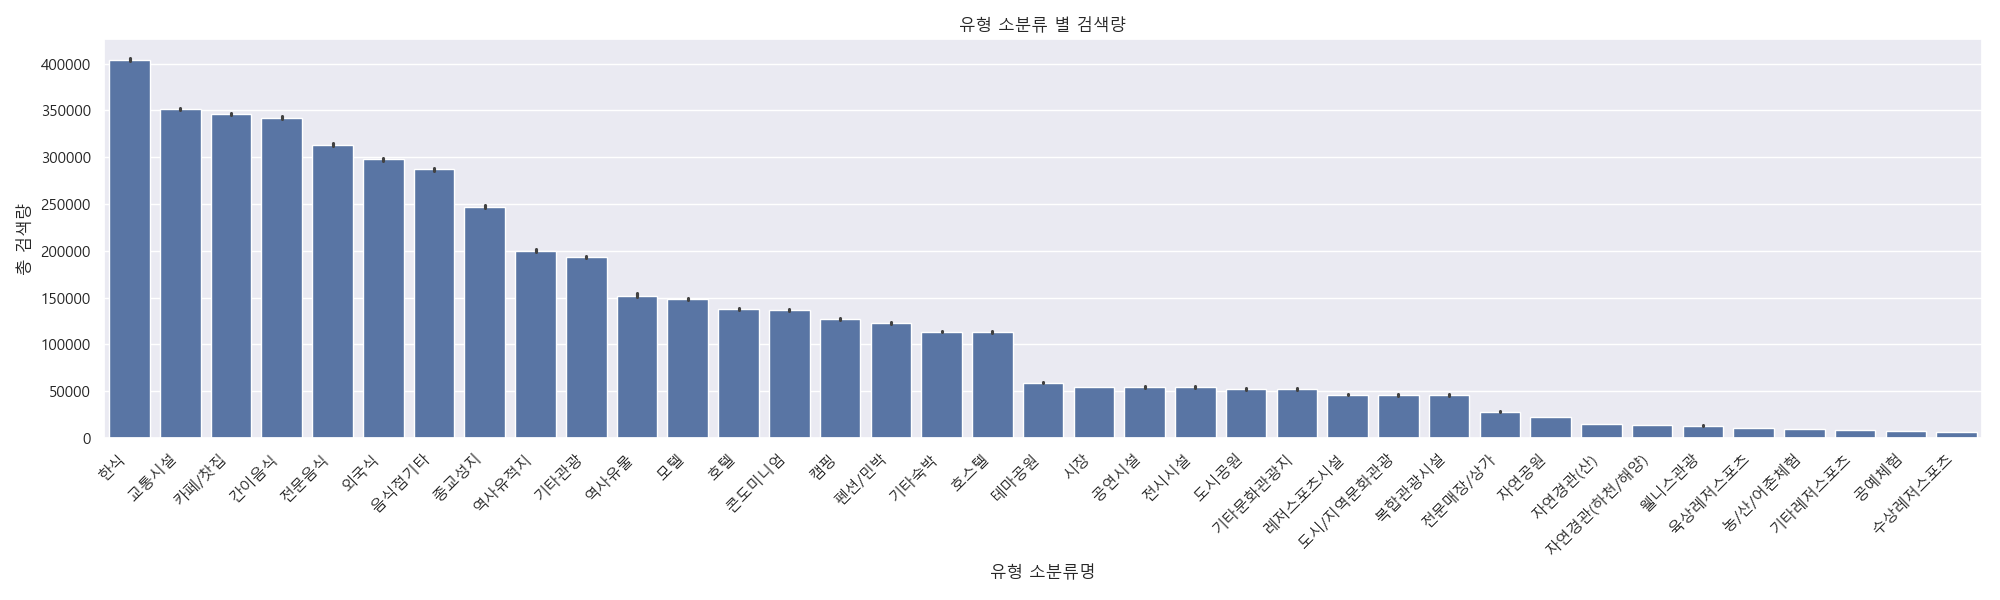 유형 소분류 별 검색량
총 검색량
400000
350000
300000
250000
200000
150000
100000
50000
0
한식
교통시설
카페/찻집
간이음식
전문음식
외국식
음식점기타
종교성지
역사유적지
기타관광
역사유물
모텔
호텔
콘도미니엄
캠핑
펜션/민박
기타숙박
호스텔
테마공원
시장
공연시설
전시시설
도시공원
기타문화관광지
레저스포츠시설
도시/지역문화관광
복합관광시설
전문매장/상가
자연공원
자연경관(산)
자연경관(하천/해양)
웰니스관광
육상레저스포츠
농/산/어촌체험
기타레저스포츠
공예체험
수상레저스포츠
유형 소분류명